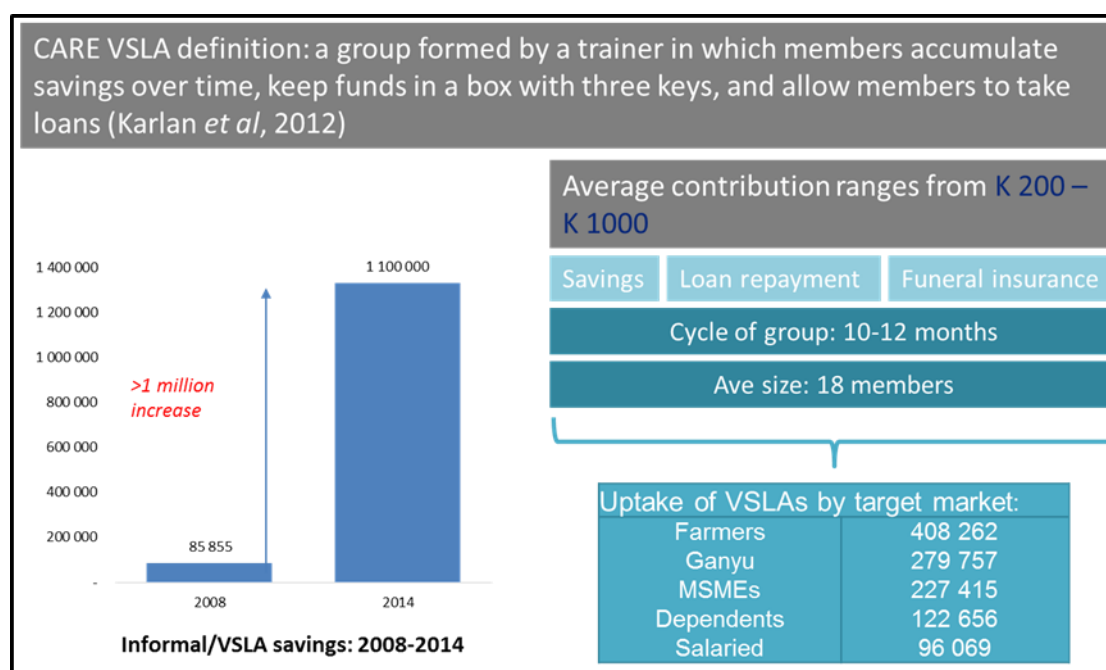 CARE VSLA definition: a group formed by a trainer in which members accumulate
savings over time, keep funds in a box with three keys, and allow members to take
loans (Karlan et al, 2012)
Average contribution ranges from K 200 –
K 1000
Savings
Loan repayment
Funeral insurance
Cycle of group: 10-12 months
Ave size: 18 members
1 400 000
1 200 000
1 000 000
800 000
600 000
400 000
200 000
-
>1 million
increase
85 855
1 100 000
2008
2014
Informal/VSLA savings: 2008-2014
Uptake of VSLAs by target market:
Farmers 408 262
Ganyu 279 757
MSMEs 227 415
Dependents 122 656
Salaried 96 069